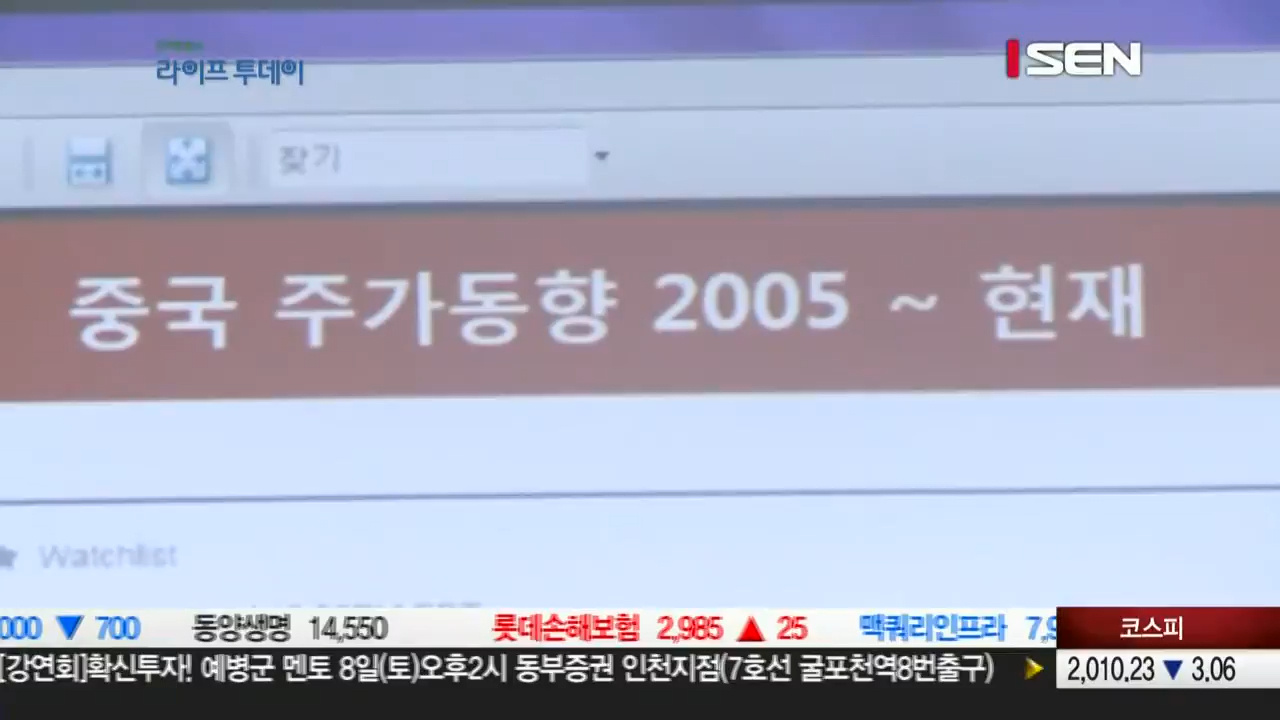 라이프 투데이
SEN
찾기
중국 주가동향 2005 ~ 현재
Watchlist
000 ▼ 700 동양생명 14,550 롯데손해보험 2,985 ▲ 25 맥쿼리인프라 7,9
코스피
[강연회]확신투자! 예병군 멘토 8일(토)오후2시 동부증권 인천지점(7호선 굴포천역8번출구)
2,010.23 ▼ 3.06